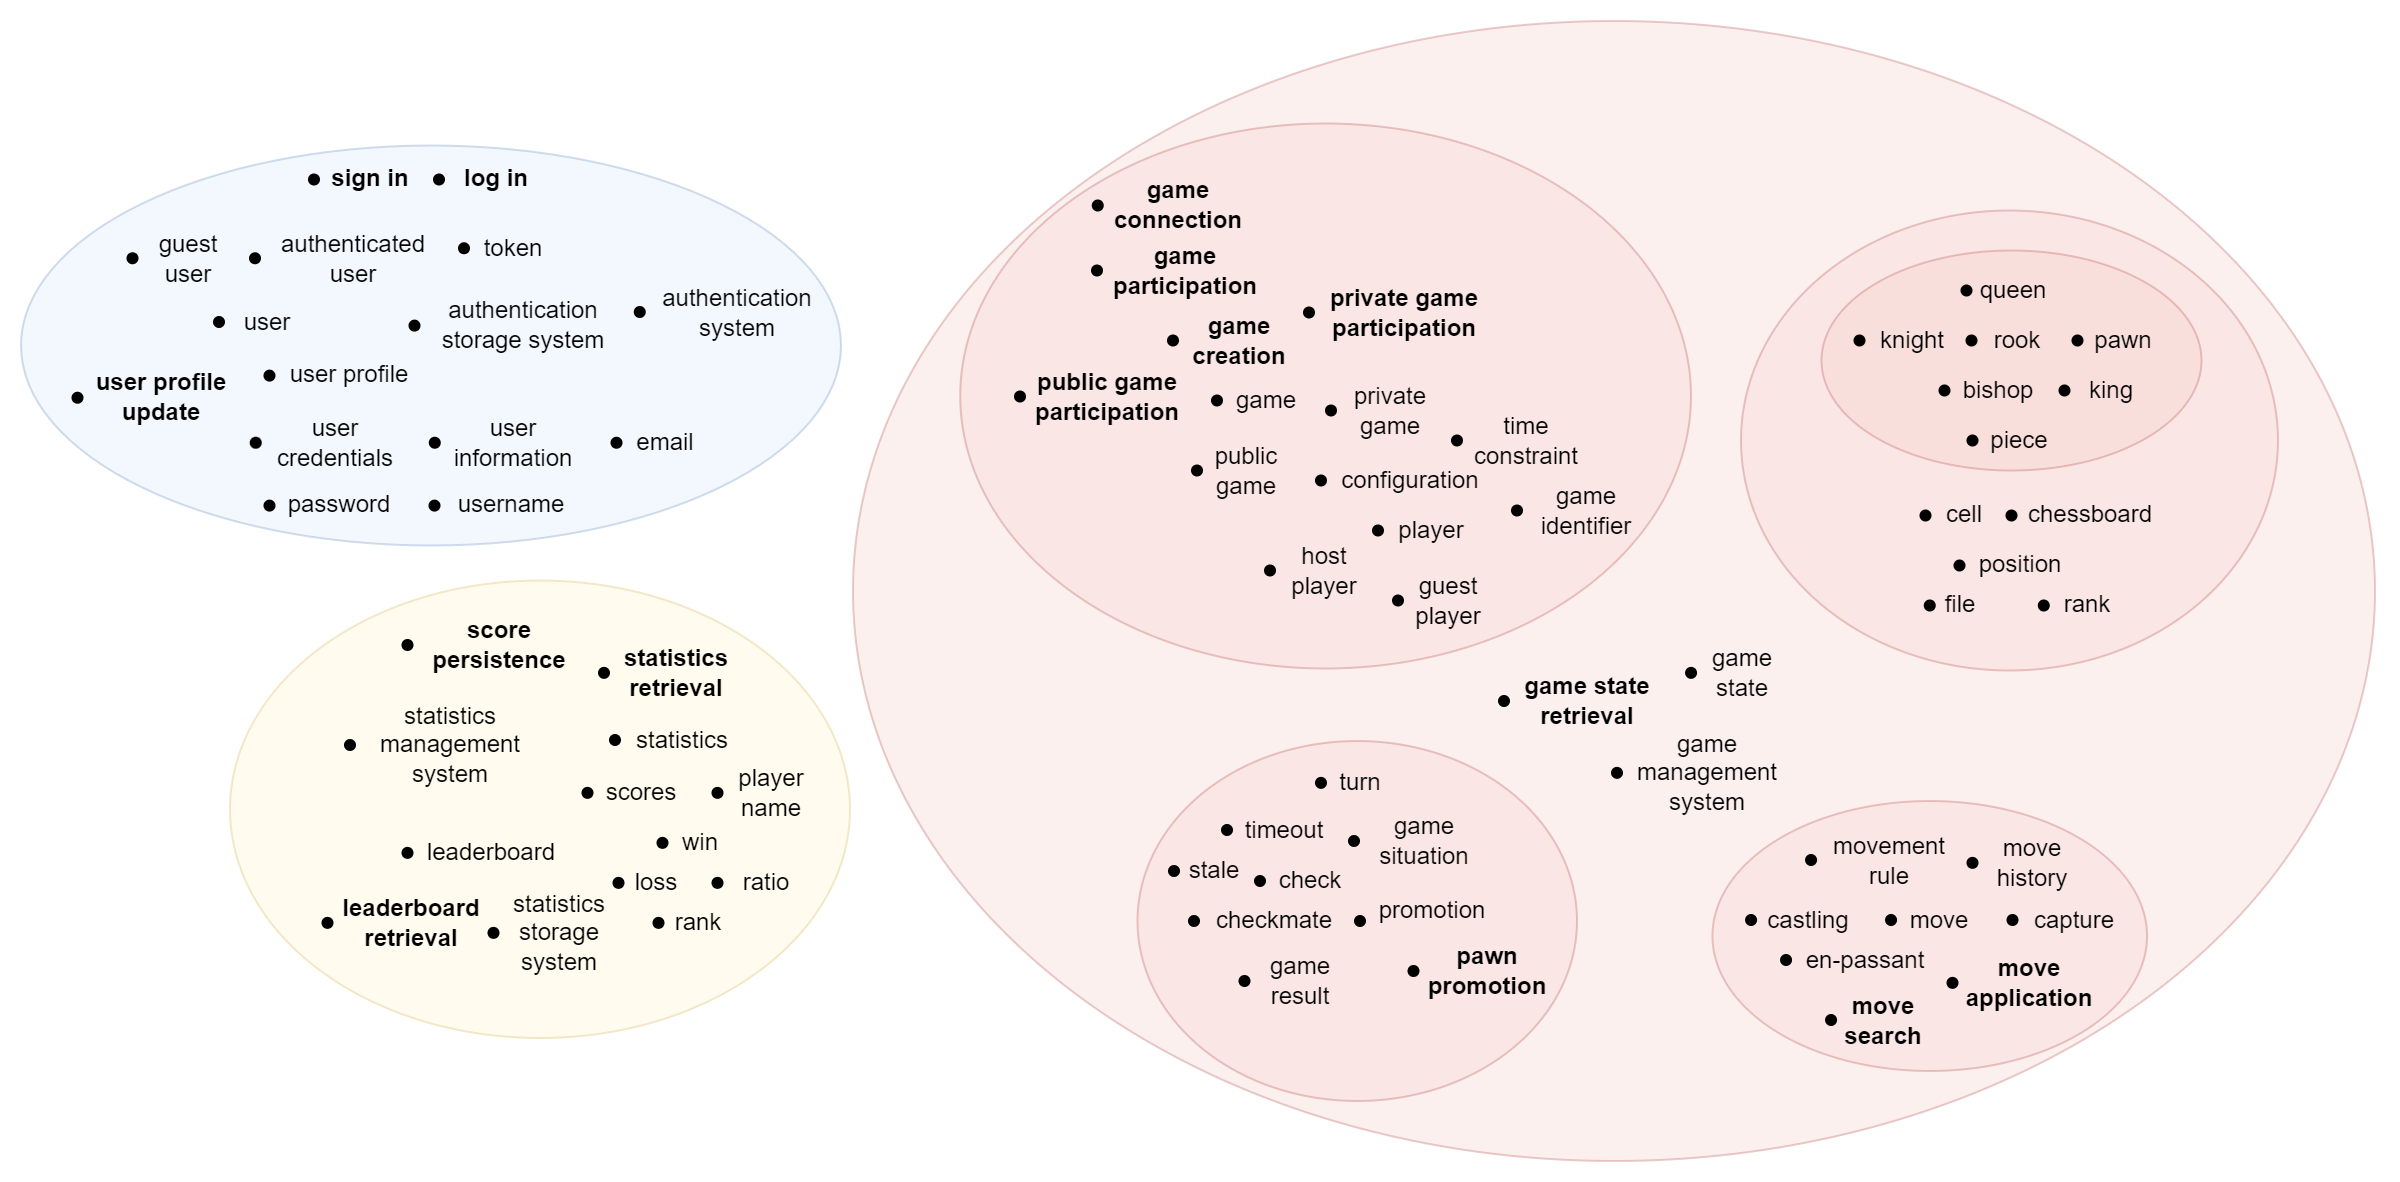 sign in
log in
guest
user
authenticated
user
token
user
authentication
storage system
authentication
system
user profile
update
user profile
user
credentials
user
information
email
password
username
score
persistence
statistics
retrieval
statistics
management
system
statistics
scores
player
name
leaderboard
win
loss
ratio
leaderboard
retrieval
statistics
storage
system
rank
game
connection
game
participation
private game
participation
game
creation
public game
participation
game
private
game
time
constraint
public
game
configuration
game
identifier
player
host
player
guest
player
queen
knight
rook
pawn
bishop
king
piece
cell
chessboard
position
file
rank
game state
retrieval
game
state
game
management
system
turn
timeout
game
situation
stale
check
checkmate
promotion
game
result
pawn
promotion
movement
rule
move
history
castling
move
capture
en-passant
move
application
move
search